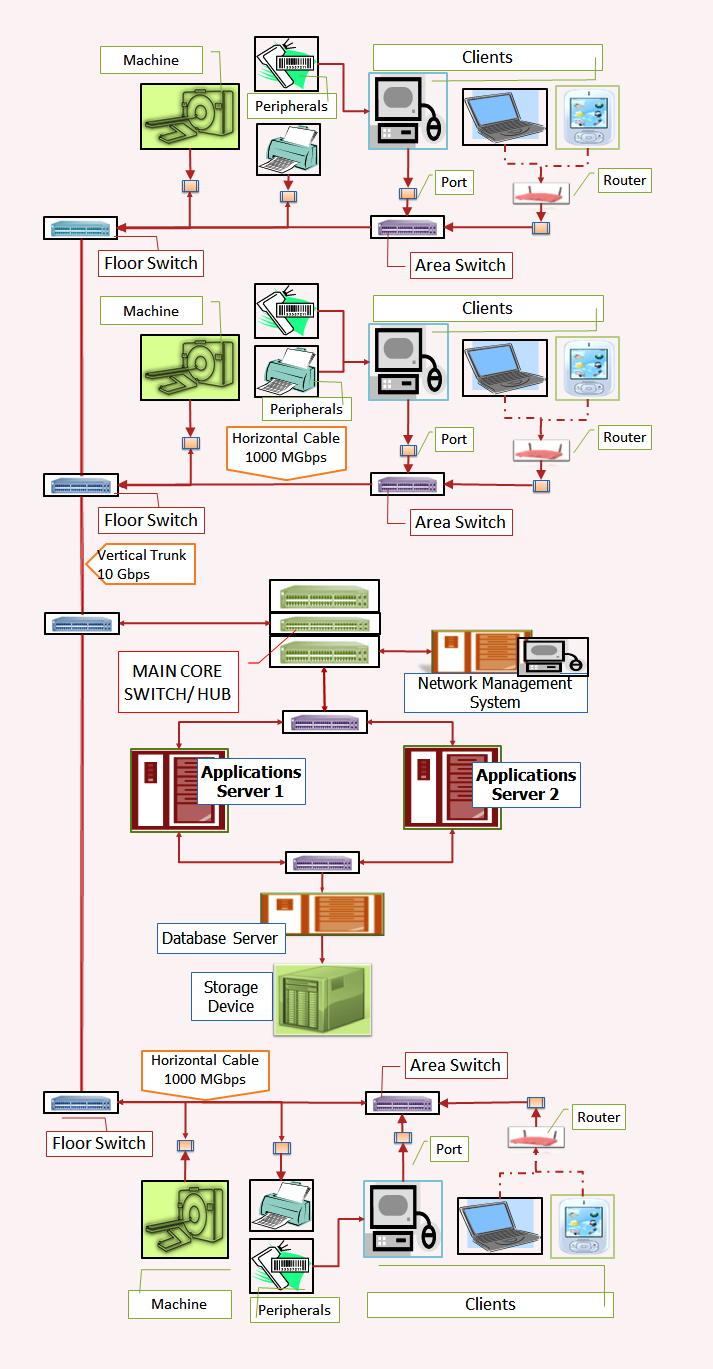 Machine
Clients
Peripherals
Port
Router
Floor Switch
Area Switch
Machine
Clients
Peripherals
Horizontal Cable
1000 MGbps
Port
Router
Floor Switch
Area Switch
Vertical Trunk
10 Gbps
MAIN CORE
SWITCH/ HUB
Network Management
System
Applications
Server 1
Applications
Server 2
Database Server
Storage
Device
Horizontal Cable
1000 MGbps
Area Switch
Floor Switch
Port
Router
Machine
Peripherals
Clients